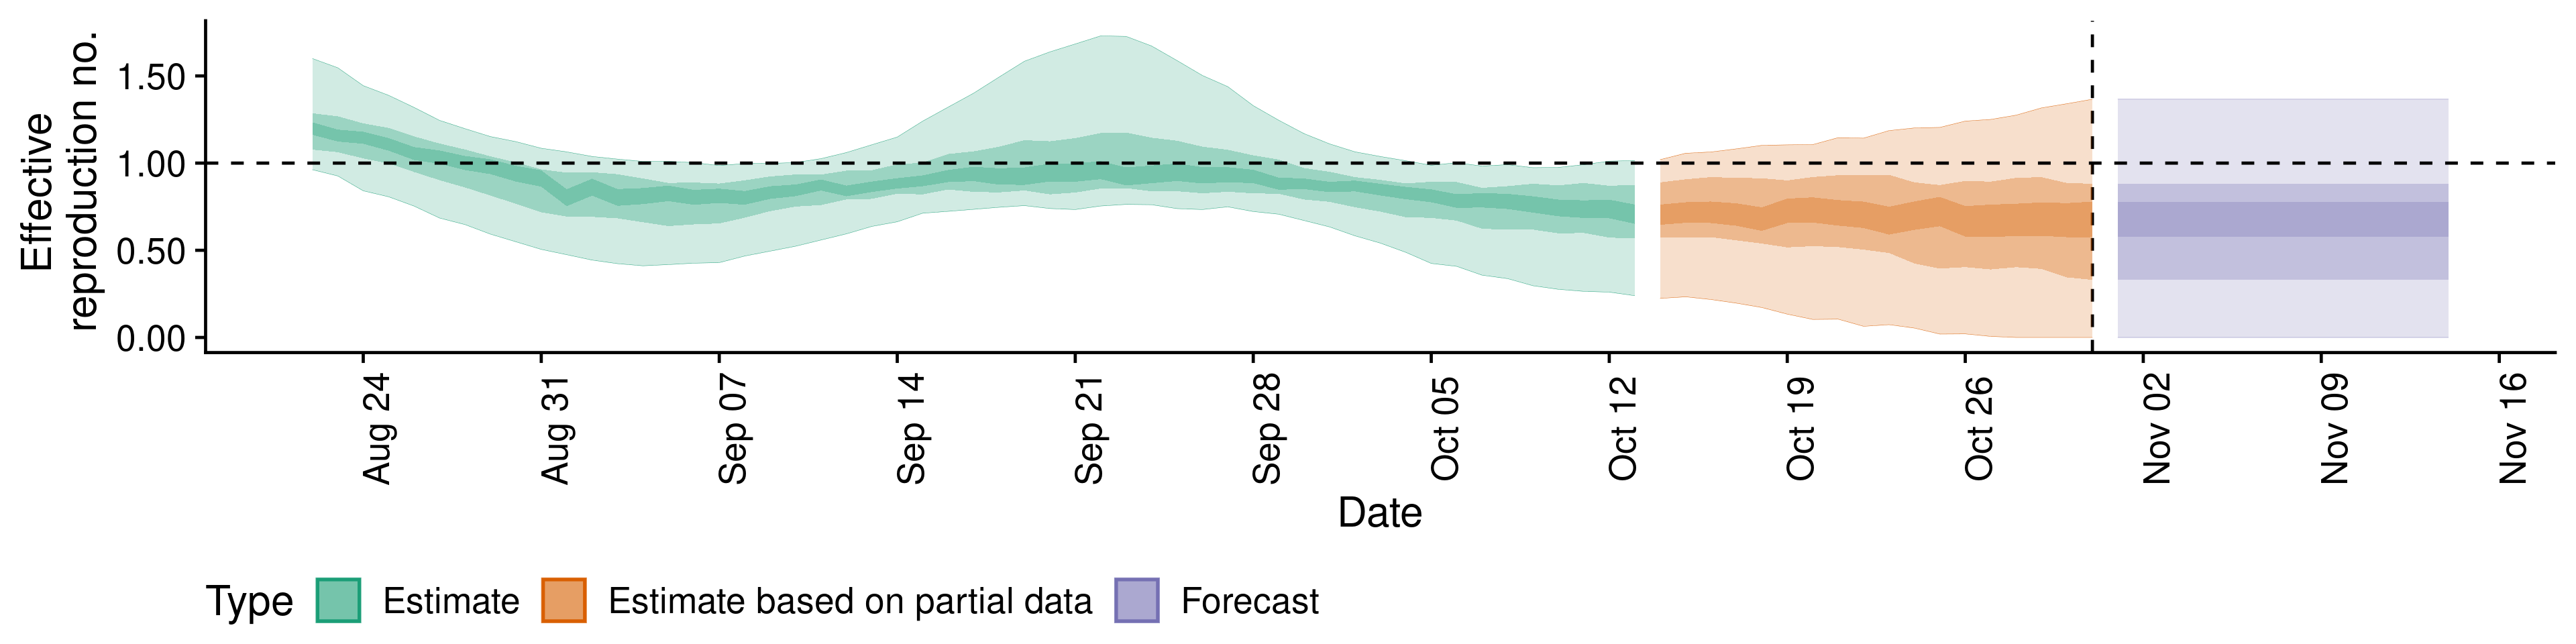 Effective
reproduction no.
1.50
1.00
0.50
0.00
Aug 24
Aug 31
Sep 07
Sep 14
Sep 21
Sep 28
Oct 05
Oct 12
Oct 19
Oct 26
Nov 02
Nov 09
Nov 16
Date
Type Estimate Estimate based on partial data Forecast